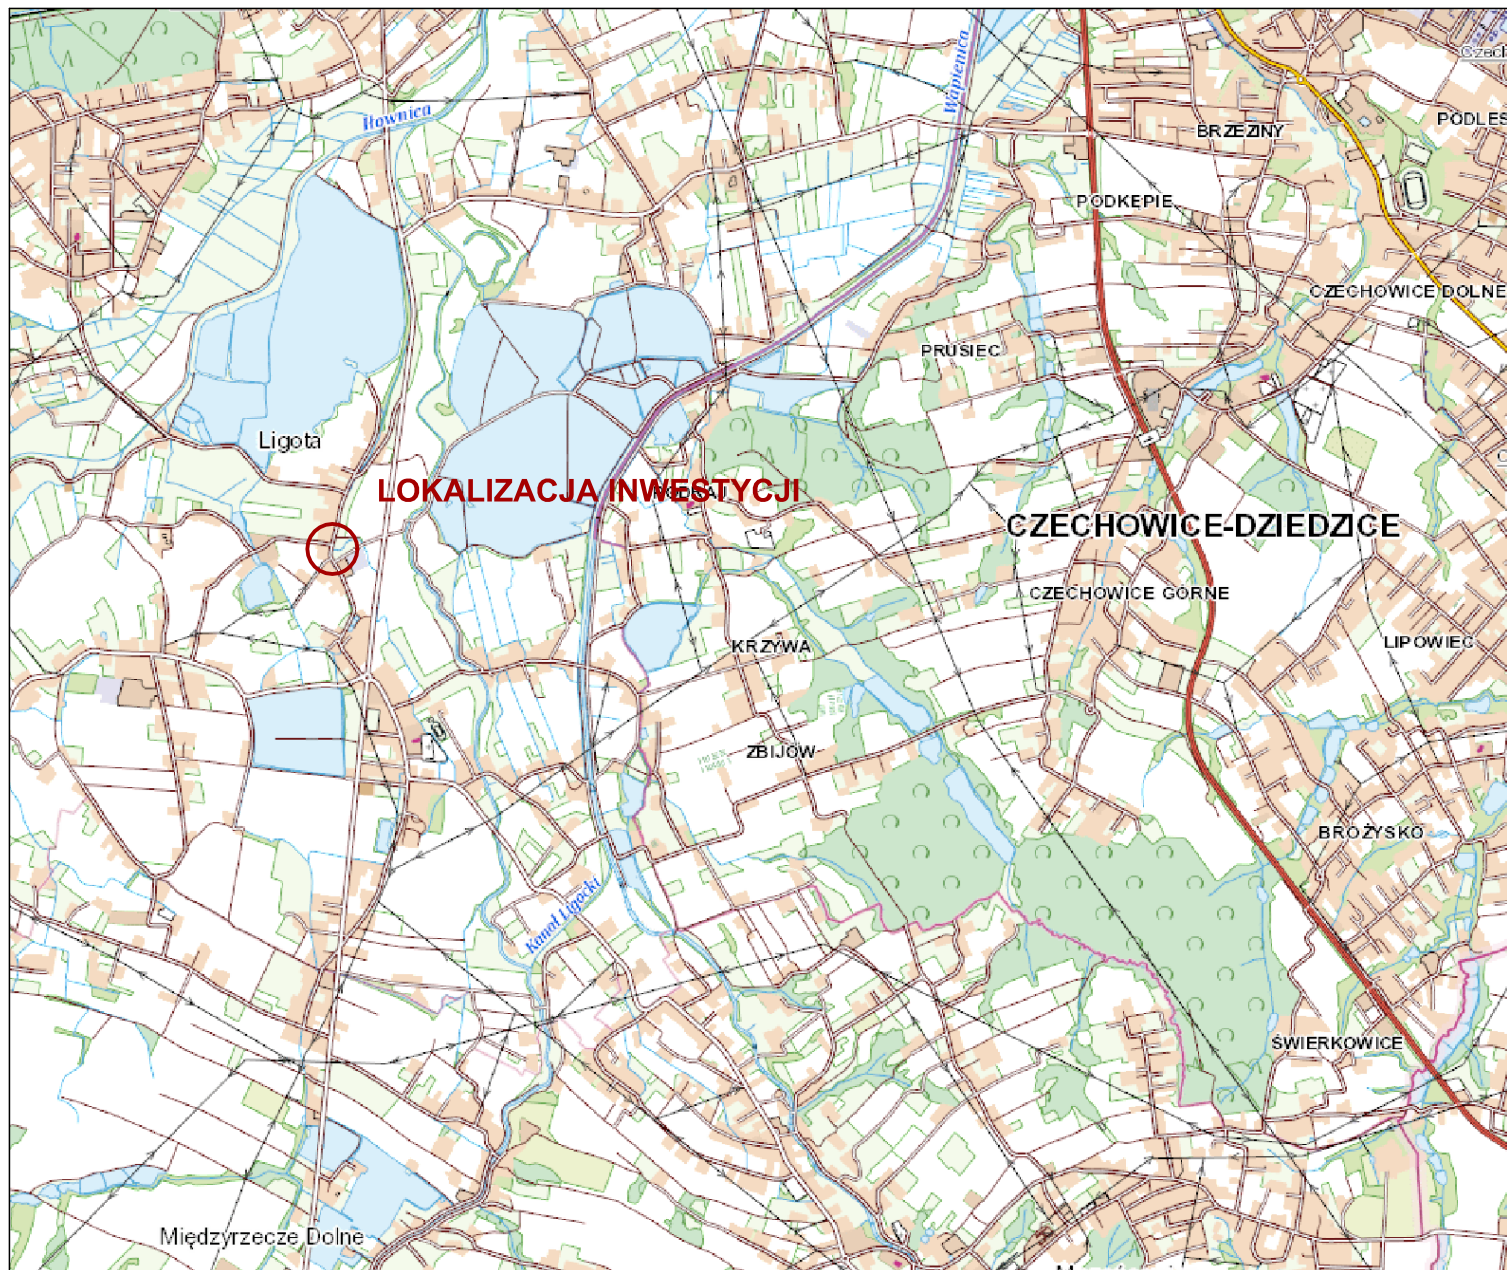 Iłownica
Wapienica
Czech
PODLES
BRZEZINY
PODKEPIE
CZECHOWICE DOLNE
PRUSIEC
Ligota
LOKALIZACJA INWESTYCJI
CZECHOWICE-DZIEDZICE
CZECHOWICE GÓRNE
LIPOWIEC
KRZYWA
ZBIJÓW
BROŻYSKO
Kanał Ligocki
ŚWIERKOWICE
Międzyrzecze Dolne